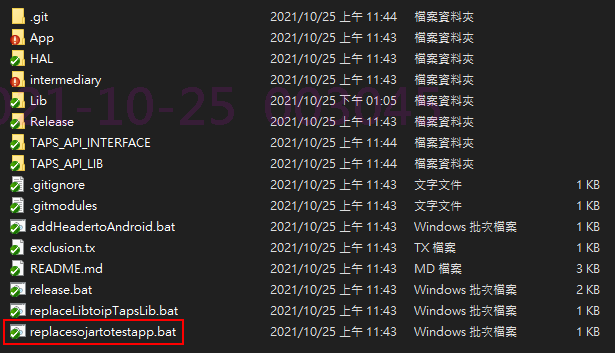 .git 2021/10/25 上午 11:44 檔案資料夾
App 2021/10/25 上午 11:43 檔案資料夾
HAL 2021/10/25 上午 11:43 檔案資料夾
intermediary 2021/10/25 上午 11:43 檔案資料夾
Lib 2021/10/25 下午 01:05 檔案資料夾
Release 2021/10/25 上午 11:43 檔案資料夾
TAPS_API_INTERFACE 2021/10/25 上午 11:44 檔案資料夾
TAPS_API_LIB 2021/10/25 上午 11:44 檔案資料夾
.gitignore 2021/10/25 上午 11:43 文字文件 1 KB
.gitmodules 2021/10/25 上午 11:43 文字文件 1 KB
addHeadertoAndroid.bat 2021/10/25 上午 11:43 Windows 批次檔案 1 KB
exclusion.tx 2021/10/25 上午 11:43 TX 檔案 1 KB
README.md 2021/10/25 上午 11:43 MD 檔案 3 KB
release.bat 2021/10/25 上午 11:43 Windows 批次檔案 2 KB
replaceLibtoipTapsLib.bat 2021/10/25 上午 11:43 Windows 批次檔案 1 KB
replacesojartotestapp.bat 2021/10/25 上午 11:43 Windows 批次檔案 1 KB